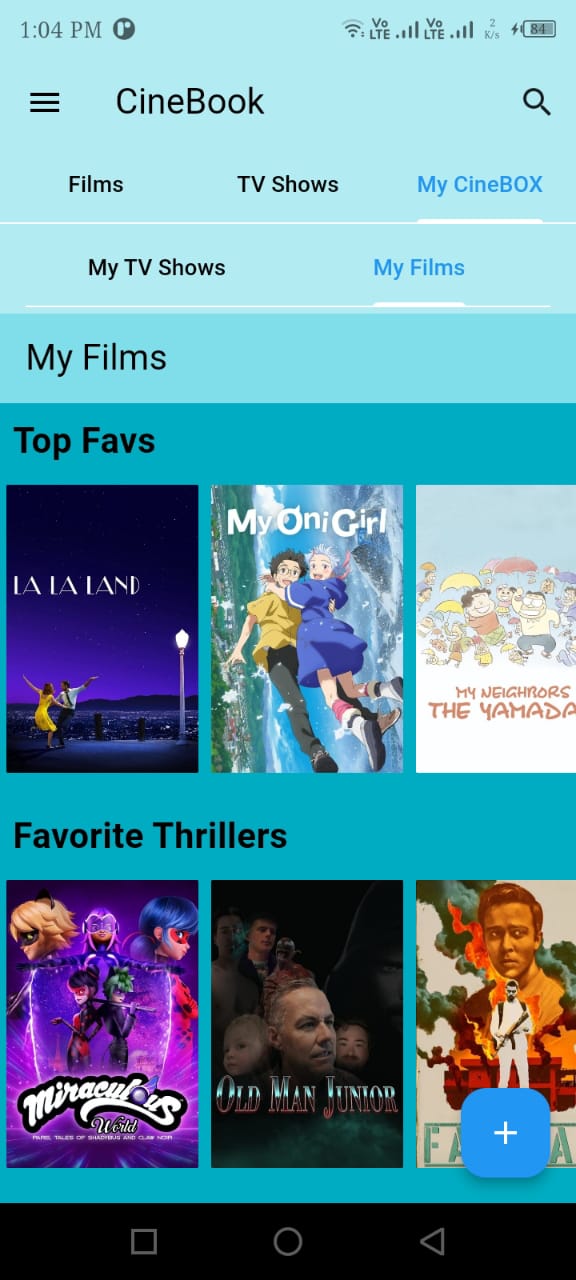 1:04 PM
Vo LTE Vo LTE 2 K/s 84
CineBook
Films TV Shows My CineBOX
My TV Shows My Films
My Films
Top Favs
LA LA LAND
My Oni Girl
MY NEIGHBORS
THE YAMADA
Favorite Thrillers
Miraculous
World
PARIS, TALES OF SHADYBUG AND CLAW NOIR
OLD MAN JUNIOR
+